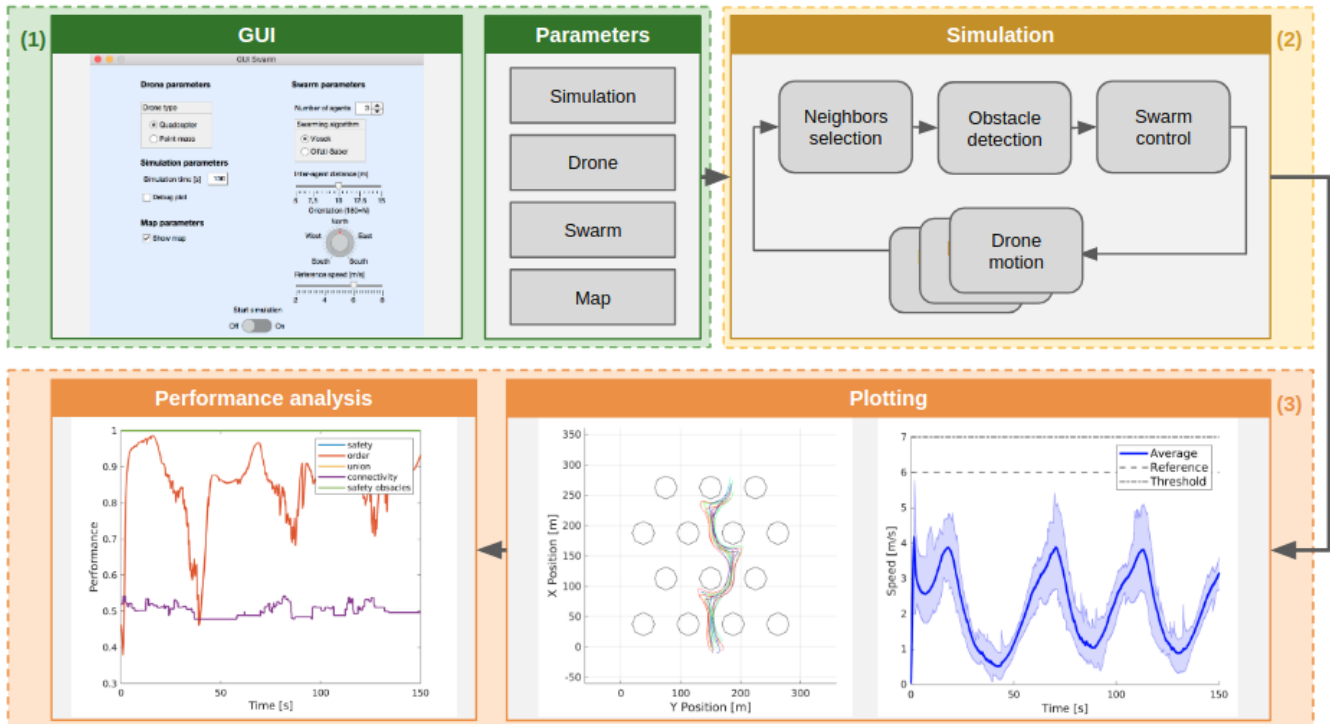 (1)
GUI
GUI Swarm
Drone parameters
Drone type
Quadcopter
Point mass
Simulation parameters
Simulation time [s]
Debug plot
Map parameters
Show map
Swarm parameters
Number of agents 3
Swarming algorithm
Vasek
Olfati-Saber
Inter-agent distance [m]
5 7.5 10 12.5 15
Orientation (180=N)
North
West East
South South
Reference speed [m/s]
2 4 6 8
Start simulation
Off On
Parameters
Simulation
Drone
Swarm
Map
Simulation
(2)
Neighbors
selection
Obstacle
detection
Swarm
control
Drone
motion
Performance analysis
1
0.9
0.8
0.7
0.6
0.5
0.4
0.3
Performance
0 50 100 150
Time [s]
safety
order
union
connectivity
safety obsacles
Plotting
(3)
350
300
250
200
150
100
50
0
-50
X Position [m]
0 100 200 300
Y Position [m]
7
6
5
4
3
2
1
0
Speed [m/s]
0 50 100 150
Time [s]
Average
Reference
Threshold